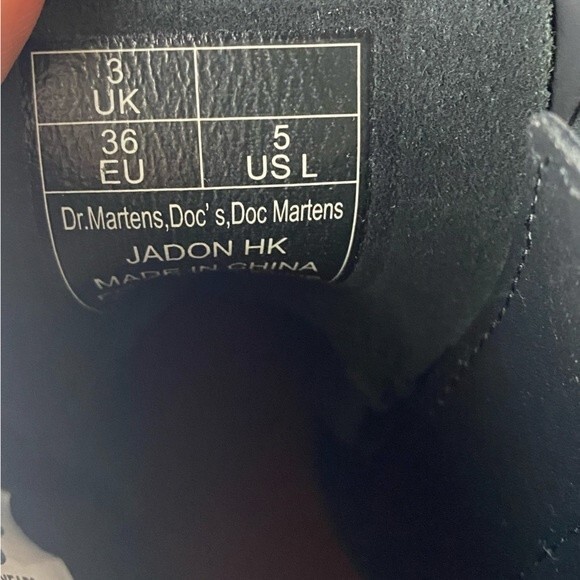 3
UK
36
EU
5
US L
Dr.Martens,Doc's,Doc Martens
JADON HK
MADE IN CHINA